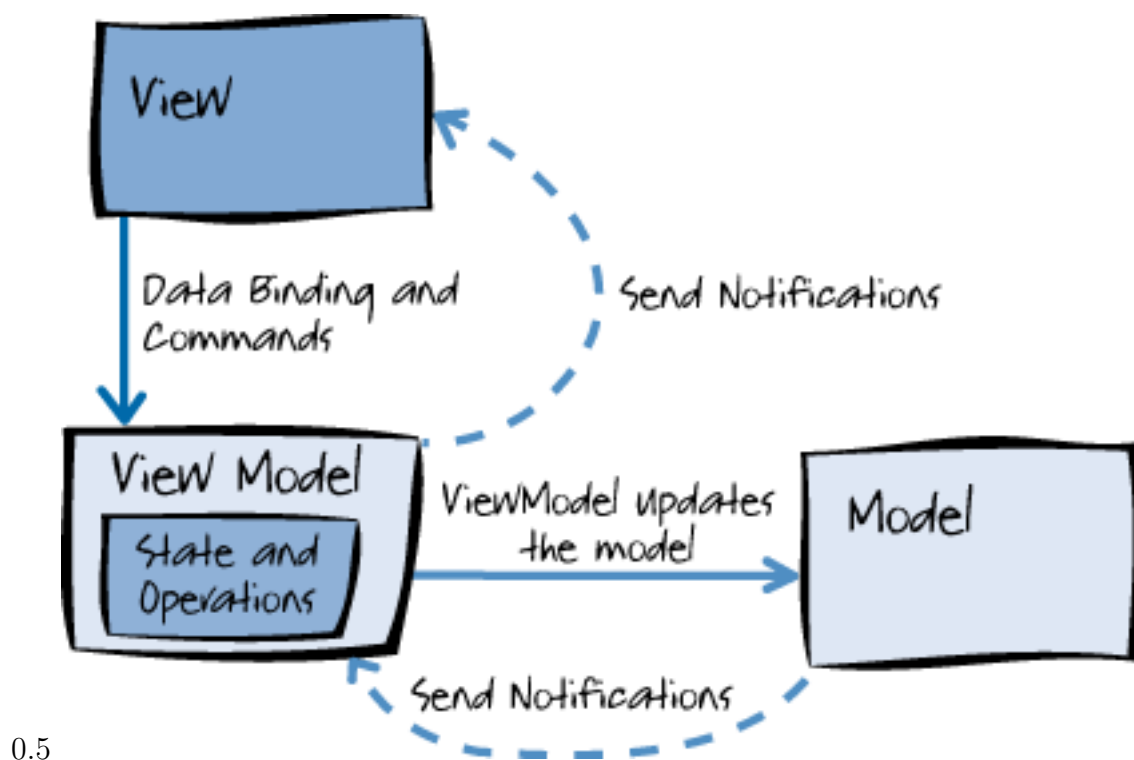 View
Data Binding and
Commands
Send Notifications
View Model
State and
Operations
ViewModel updates
the model
Model
Send Notifications
0.5